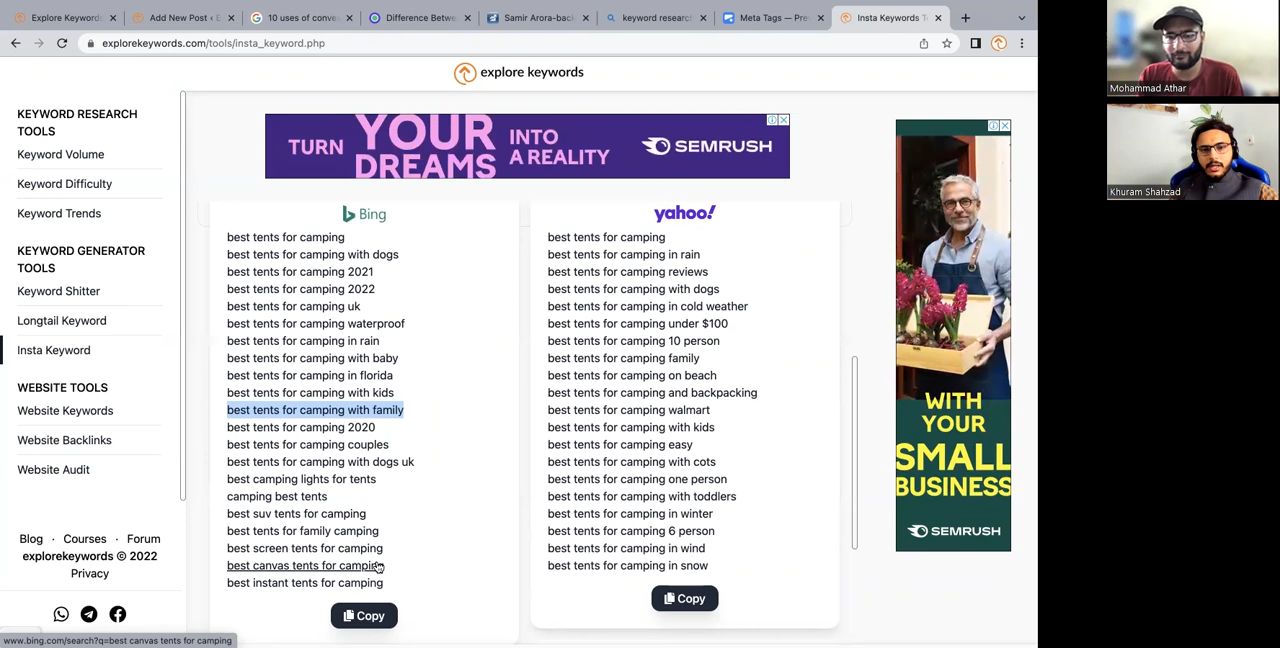 Explore Keywords
Add New Post ‹ E
10 uses of conve
Difference Betwe
Samir Arora-bac
keyword researc
Meta Tags — Pre
Insta Keywords T
explorekeywords.com/tools/insta_keyword.php
explore keywords
KEYWORD RESEARCH
TOOLS
Keyword Volume
Keyword Difficulty
Keyword Trends
KEYWORD GENERATOR
TOOLS
Keyword Shitter
Longtail Keyword
Insta Keyword
WEBSITE TOOLS
Website Keywords
Website Backlinks
Website Audit
Blog · Courses · Forum
explorekeywords © 2022
Privacy
TURN YOUR DREAMS INTO A REALITY SEMRUSH
Bing
best tents for camping
best tents for camping with dogs
best tents for camping 2021
best tents for camping 2022
best tents for camping uk
best tents for camping waterproof
best tents for camping in rain
best tents for camping with baby
best tents for camping in florida
best tents for camping with kids
best tents for camping with family
best tents for camping 2020
best tents for camping couples
best tents for camping with dogs uk
best camping lights for tents
camping best tents
best suv tents for camping
best tents for family camping
best screen tents for camping
best canvas tents for camping
best instant tents for camping
Copy
yahoo!
best tents for camping
best tents for camping in rain
best tents for camping reviews
best tents for camping with dogs
best tents for camping in cold weather
best tents for camping under $100
best tents for camping 10 person
best tents for camping family
best tents for camping on beach
best tents for camping and backpacking
best tents for camping walmart
best tents for camping with kids
best tents for camping easy
best tents for camping with cots
best tents for camping one person
best tents for camping with toddlers
best tents for camping in winter
best tents for camping 6 person
best tents for camping in wind
best tents for camping in snow
Copy
WITH
YOUR
SMALL
BUSINESS
SEMRUSH
www.bing.com/search?q=best canvas tents for camping
Mohammad Athar
Khuram Shahzad